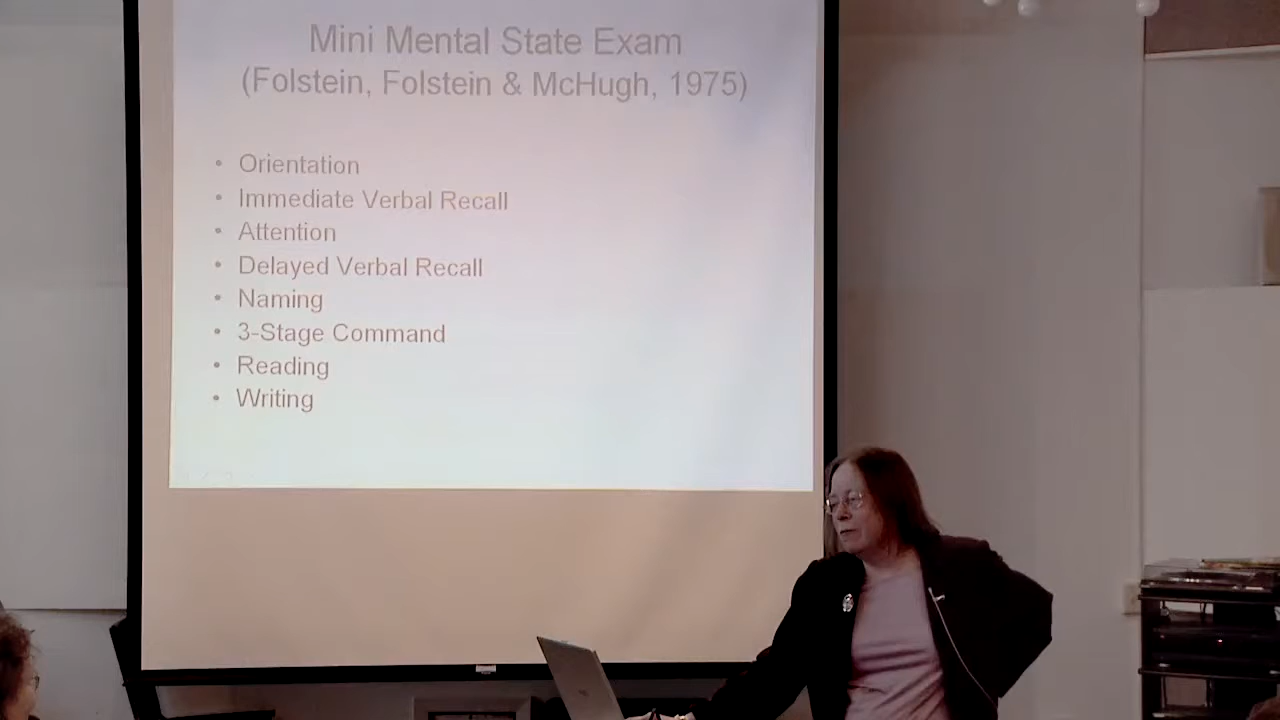 Mini Mental State Exam
(Folstein, Folstein & McHugh, 1975)
• Orientation
• Immediate Verbal Recall
• Attention
• Delayed Verbal Recall
• Naming
• 3-Stage Command
• Reading
• Writing